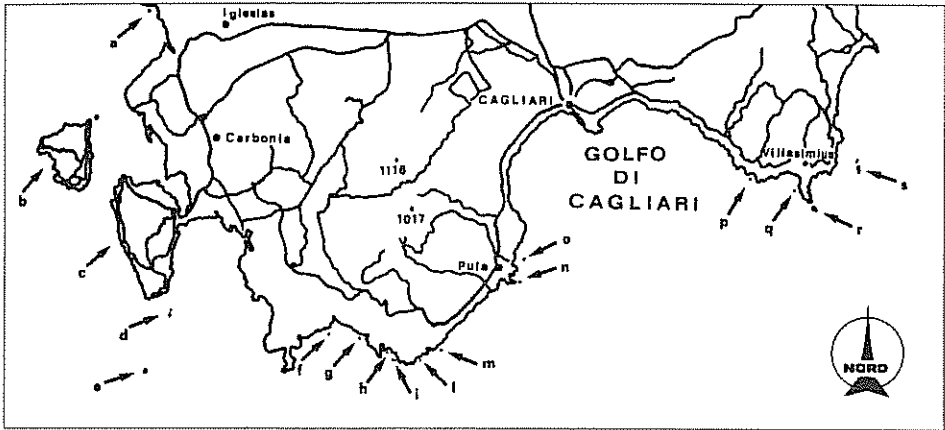 Iglesias
a
CAGLIARI
Carbonia
GOLFO
DI
CAGLIARI
Villasimius
1116
s
b
p
q
r
1017
o
Pula
n
c
d
NORD
e
f
g
h
i
l
m